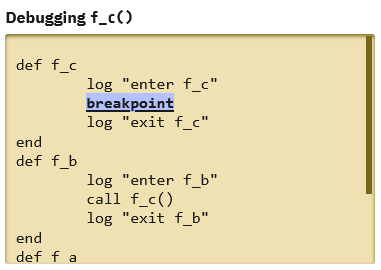 Debugging f_c()
def f_c
log "enter f_c"
breakpoint
log "exit f_c"
end
def f_b
log "enter f_b"
call f_c()
log "exit f_b"
end
def f_a